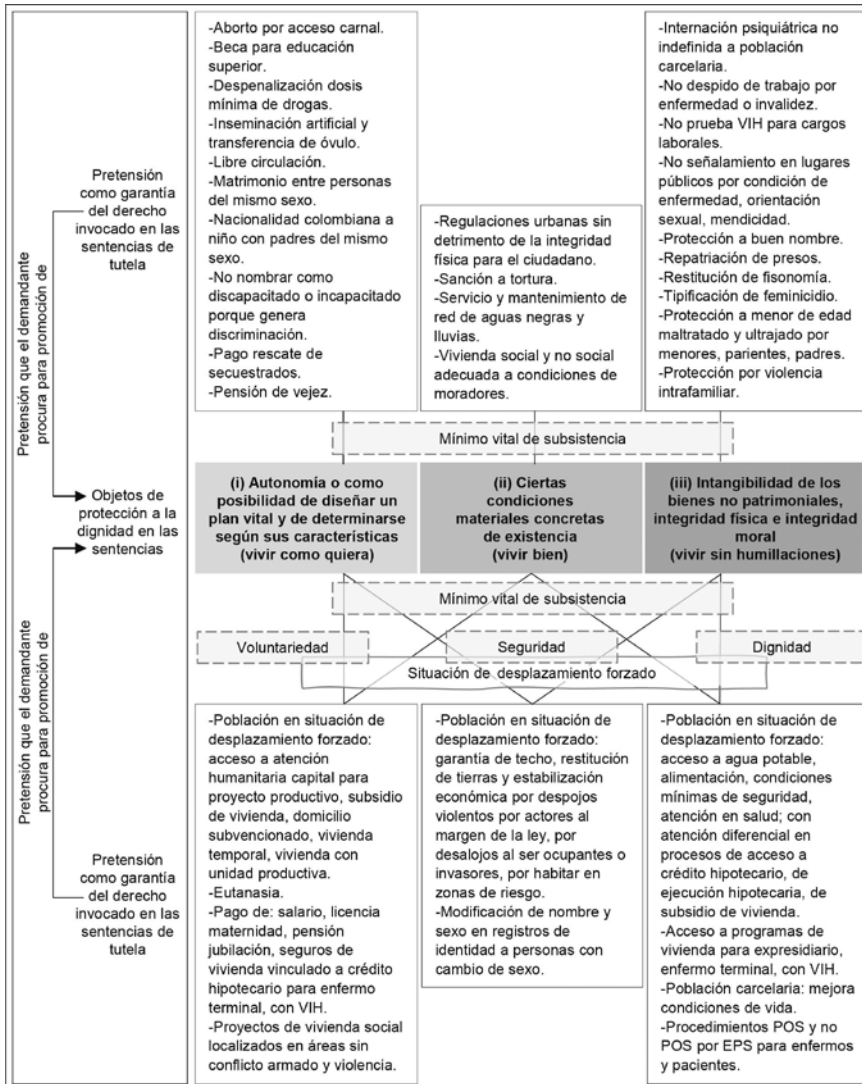 Pretensión que el demandante
procura para promoción de
Pretensión
como garantía
del derecho
invocado en las
sentencias de
tutela
-Aborto por acceso carnal.
-Beca para educación
superior.
-Despenalización dosis
mínima de drogas.
-Inseminación artificial y
transferencia de óvulo.
-Libre circulación.
-Matrimonio entre personas
del mismo sexo.
-Nacionalidad colombiana a
niño con padres del mismo
sexo.
-No nombrar como
discapacitado o incapacitado
porque genera
discriminación.
-Pago rescate de
secuestrados.
-Pensión de vejez.
-Regulaciones urbanas sin
detrimento de la integridad
física para el ciudadano.
-Sanción a tortura.
-Servicio y mantenimiento de
red de aguas negras y
lluvias.
-Vivienda social y no social
adecuada a condiciones de
moradores.
-Internación psiquiátrica no
indefinida a población
carcelaria.
-No despido de trabajo por
enfermedad o invalidez.
-No prueba VIH para cargos
laborales.
-No señalamiento en lugares
públicos por condición de
enfermedad, orientación
sexual, mendicidad.
-Protección a buen nombre.
-Repatriación de presos.
-Restitución de fisonomía.
-Tipificación de feminicidio.
-Protección a menor de edad
maltratado y ultrajado por
menores, parientes, padres.
-Protección por violencia
intrafamiliar.
Mínimo vital de subsistencia
Objetos de
protección a la
dignidad en las
sentencias
(i) Autonomía o como
posibilidad de diseñar un
plan vital y de determinarse
según sus características
(vivir como quiera)
(ii) Ciertas
condiciones
materiales concretas
de existencia
(vivir bien)
(iii) Intangibilidad de los
bienes no patrimoniales,
integridad física e integridad
moral
(vivir sin humillaciones)
Mínimo vital de subsistencia
Voluntariedad
Seguridad
Dignidad
Situación de desplazamiento forzado
Pretensión que el demandante
procura para promoción de
Pretensión
como garantía
del derecho
invocado en las
sentencias de
tutela
-Población en situación de
desplazamiento forzado:
acceso a atención
humanitaria capital para
proyecto productivo, subsidio
de vivienda, domicilio
subvencionado, vivienda
temporal, vivienda con
unidad productiva.
-Eutanasia.
-Pago de: salario, licencia
maternidad, pensión
jubilación, seguros de
vivienda vinculado a crédito
hipotecario para enfermo
terminal, con VIH.
-Proyectos de vivienda social
localizados en áreas sin
conflicto armado y violencia.
-Población en situación de
desplazamiento forzado:
garantía de techo, restitución
de tierras y estabilización
económica por despojos
violentos por actores al
margen de la ley, por
desalojos al ser ocupantes o
invasores, por habitar en
zonas de riesgo.
-Modificación de nombre y
sexo en registros de
identidad a personas con
cambio de sexo.
-Población en situación de
desplazamiento forzado:
acceso a agua potable,
alimentación, condiciones
mínimas de seguridad,
atención en salud; con
atención diferencial en
procesos de acceso a
crédito hipotecario, de
ejecución hipotecaria, de
subsidio de vivienda.
-Acceso a programas de
vivienda para expresidiario,
enfermo terminal, con VIH.
-Población carcelaria: mejora
condiciones de vida.
-Procedimientos POS y no
POS por EPS para enfermos
y pacientes.